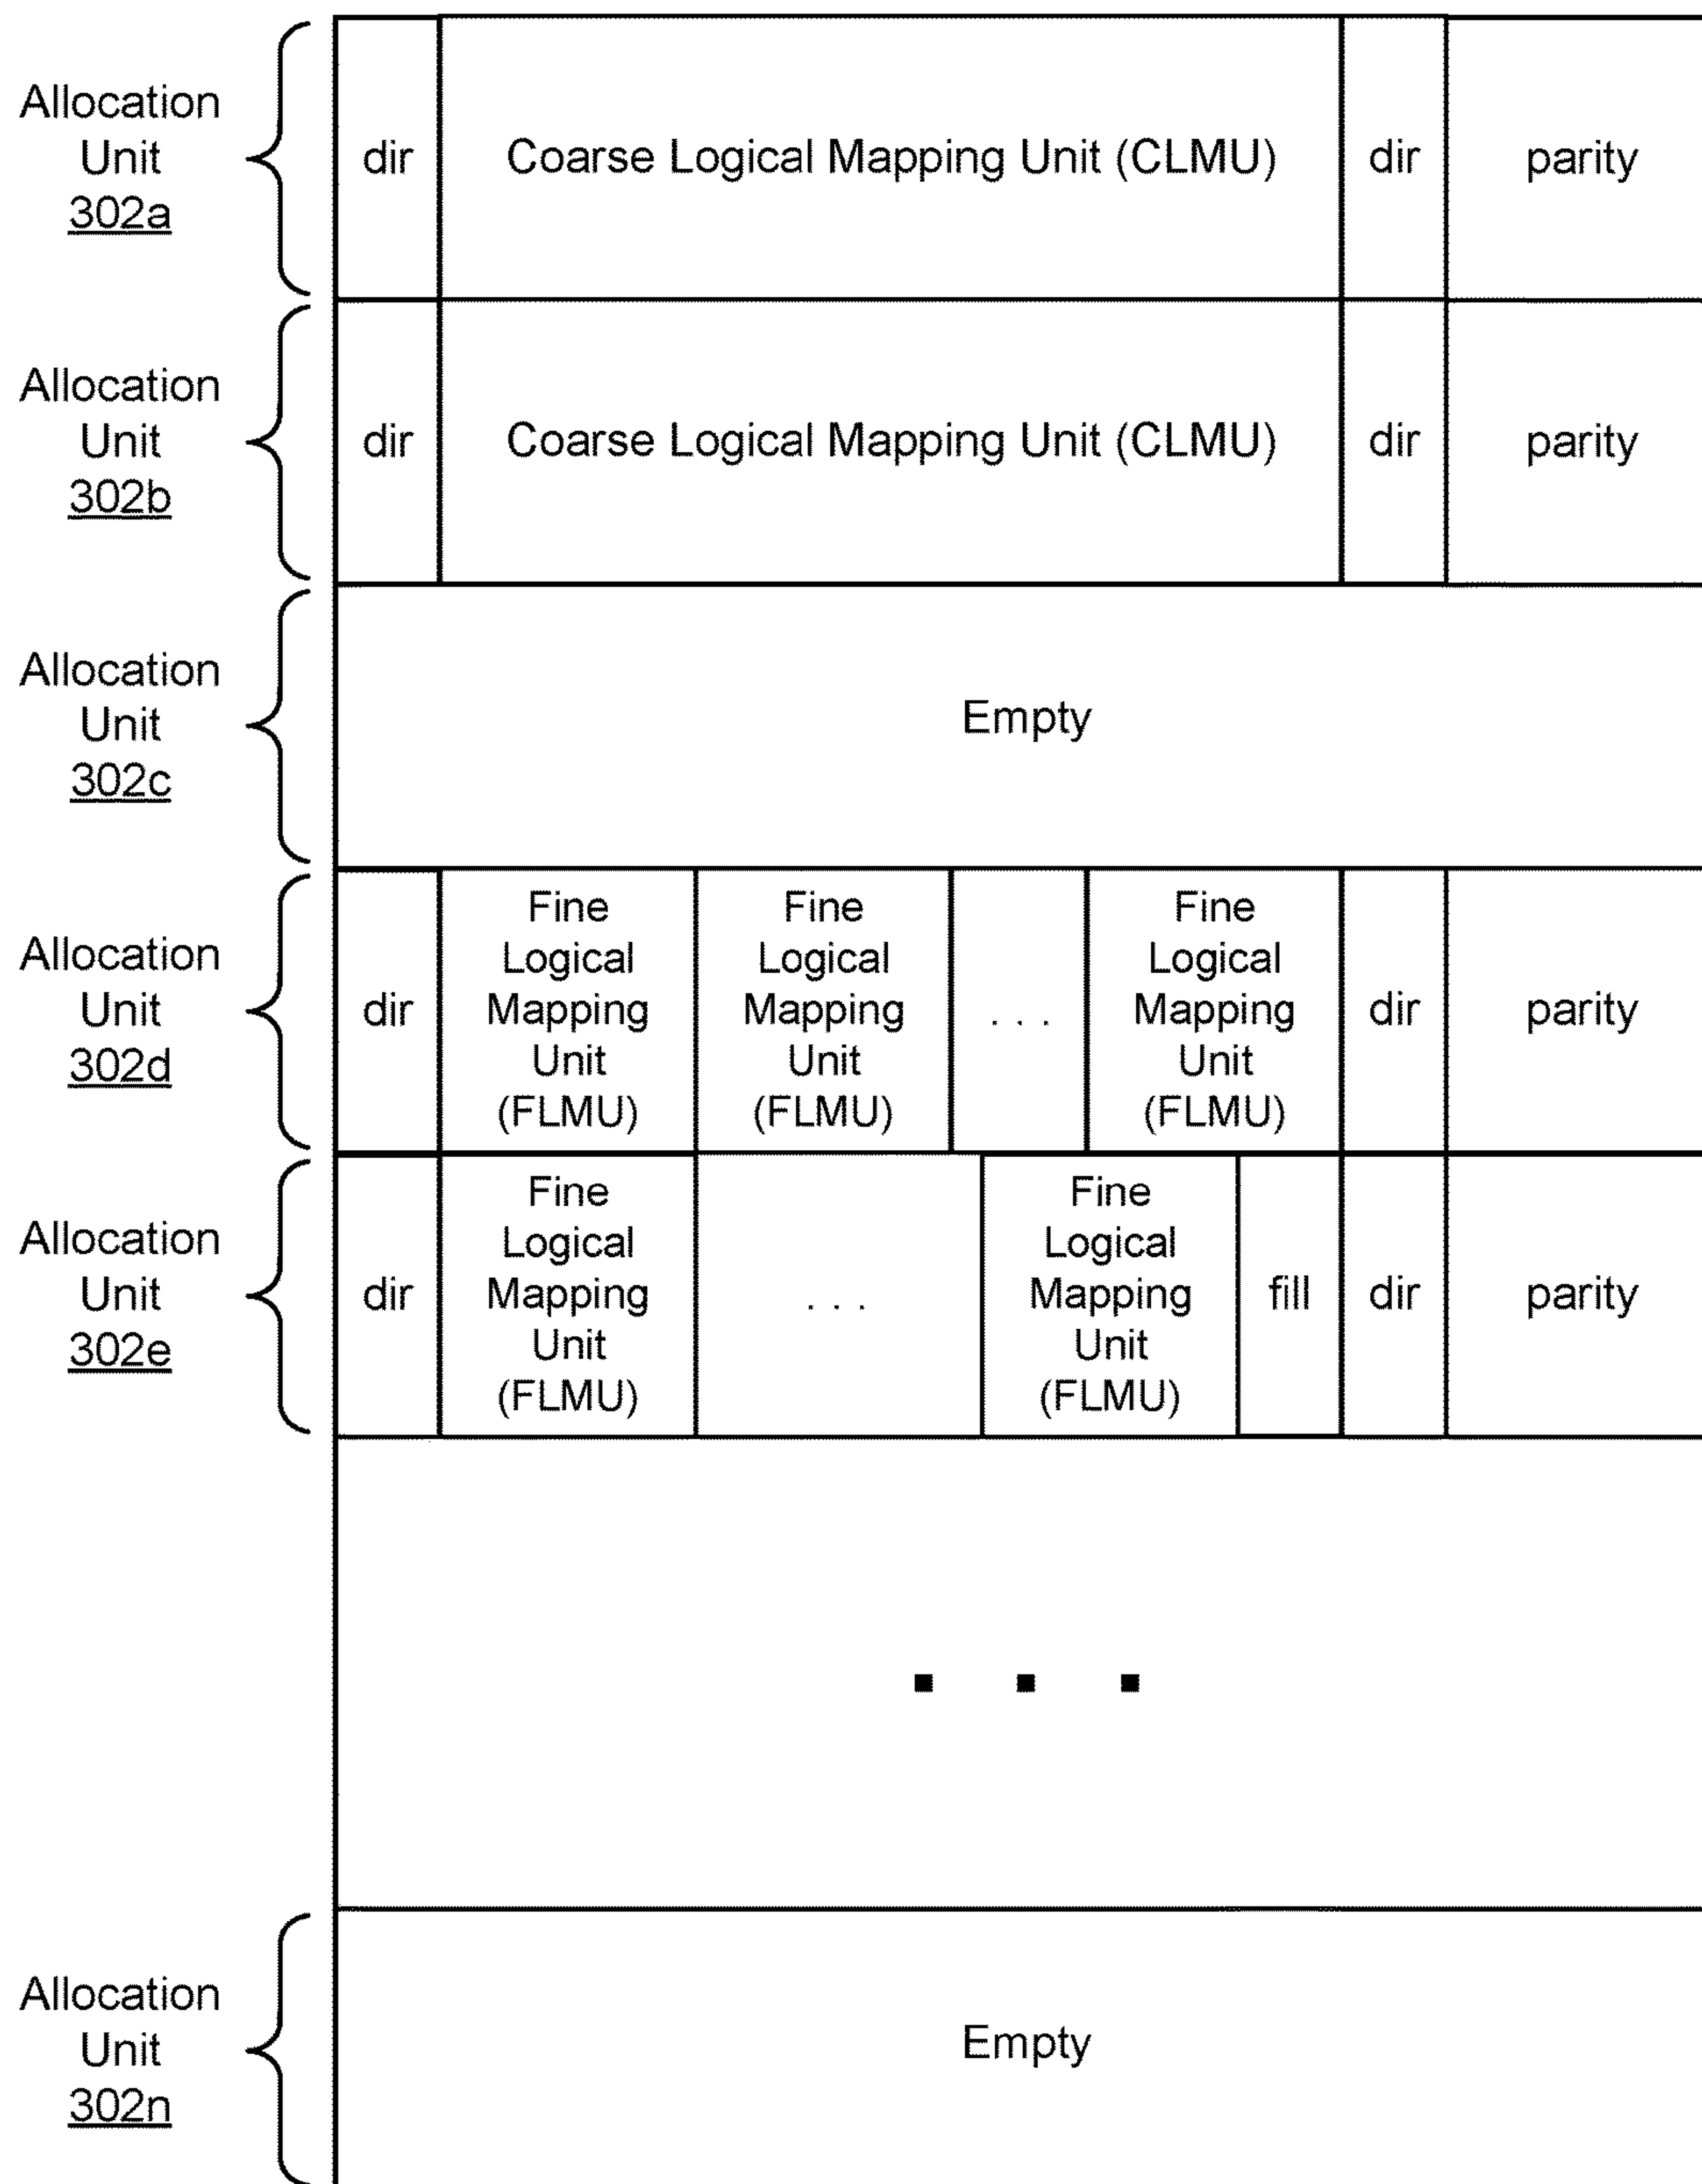 Allocation
Unit
302a
dir
Coarse Logical Mapping Unit (CLMU)
dir
parity
Allocation
Unit
302b
dir
Coarse Logical Mapping Unit (CLMU)
dir
parity
Allocation
Unit
302c
Empty
Allocation
Unit
302d
dir
Fine
Logical
Mapping
Unit
(FLMU)
Fine
Logical
Mapping
Unit
(FLMU)
. . .
Fine
Logical
Mapping
Unit
(FLMU)
dir
parity
Allocation
Unit
302e
dir
Fine
Logical
Mapping
Unit
(FLMU)
. . .
Fine
Logical
Mapping
Unit
(FLMU)
fill
dir
parity
. . .
Allocation
Unit
302n
Empty